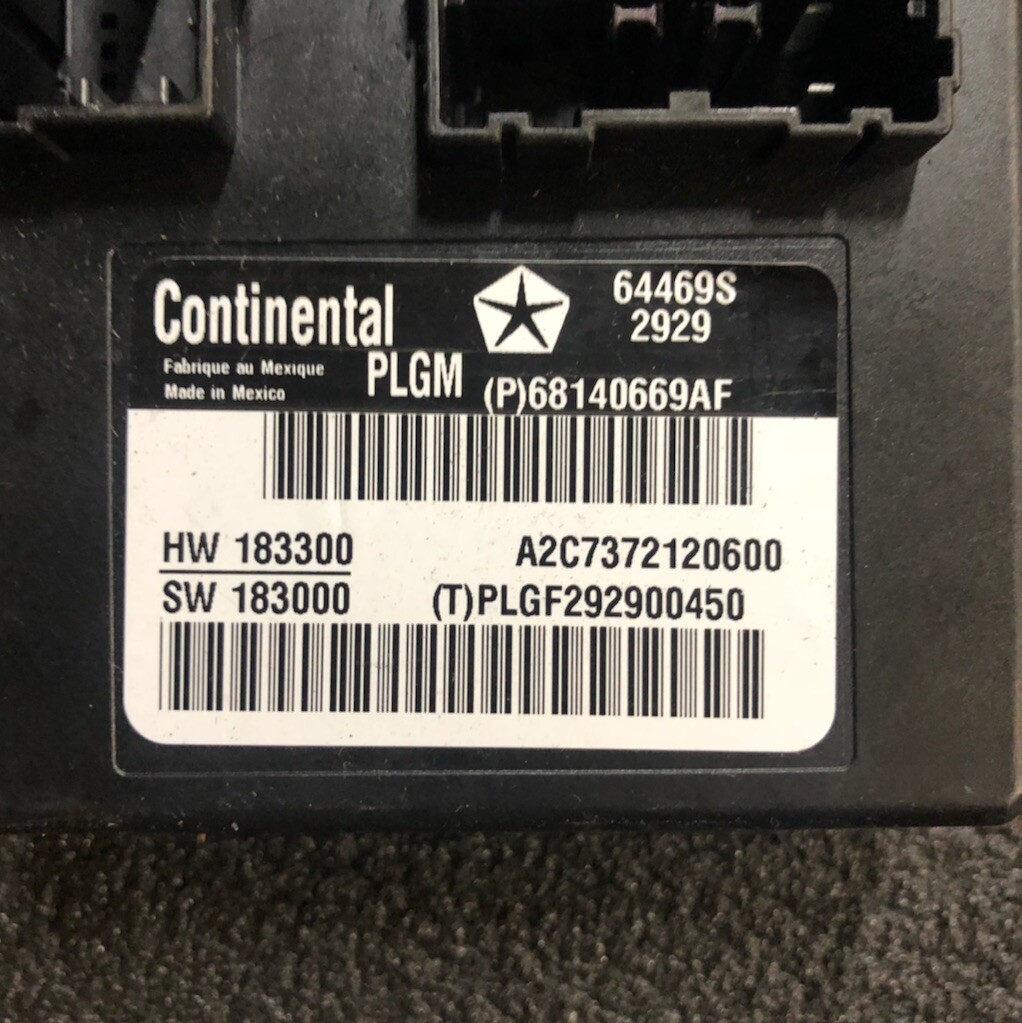 Continental
64469S
2929
Fabrique au Mexique
Made in Mexico
PLGM
(P)68140669AF
HW 183300
A2C7372120600
SW 183000
(T)PLGF292900450